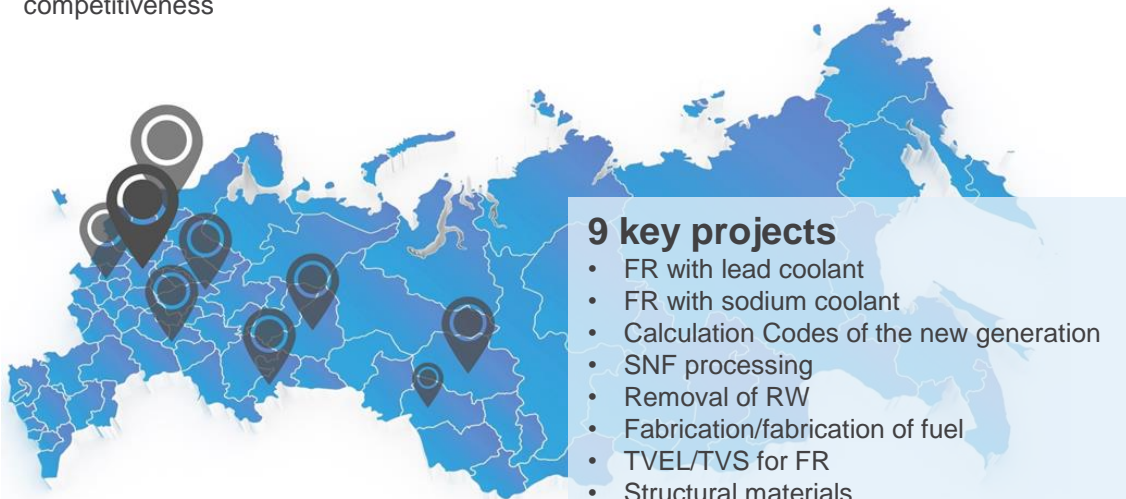 competitiveness
9 key projects
• FR with lead coolant
• FR with sodium coolant
• Calculation Codes of the new generation
• SNF processing
• Removal of RW
• Fabrication/fabrication of fuel
• TVEL/TVS for FR
• Structural materials